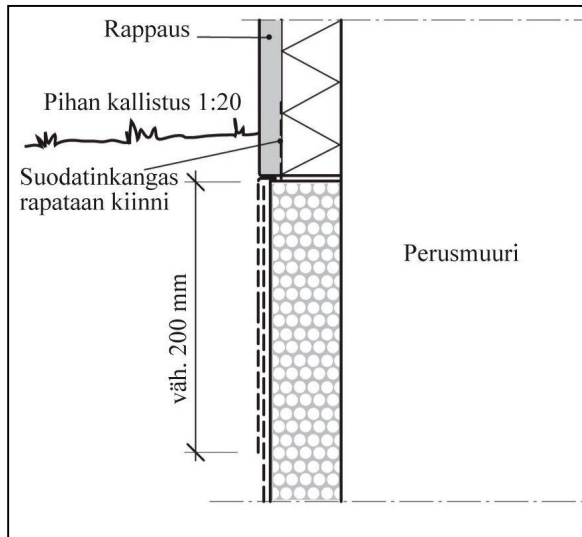 Rappaus
Pihan kallistus 1:20
Suodatinkangas
rapataan kiinni
Perusmuuri
väh. 200 mm